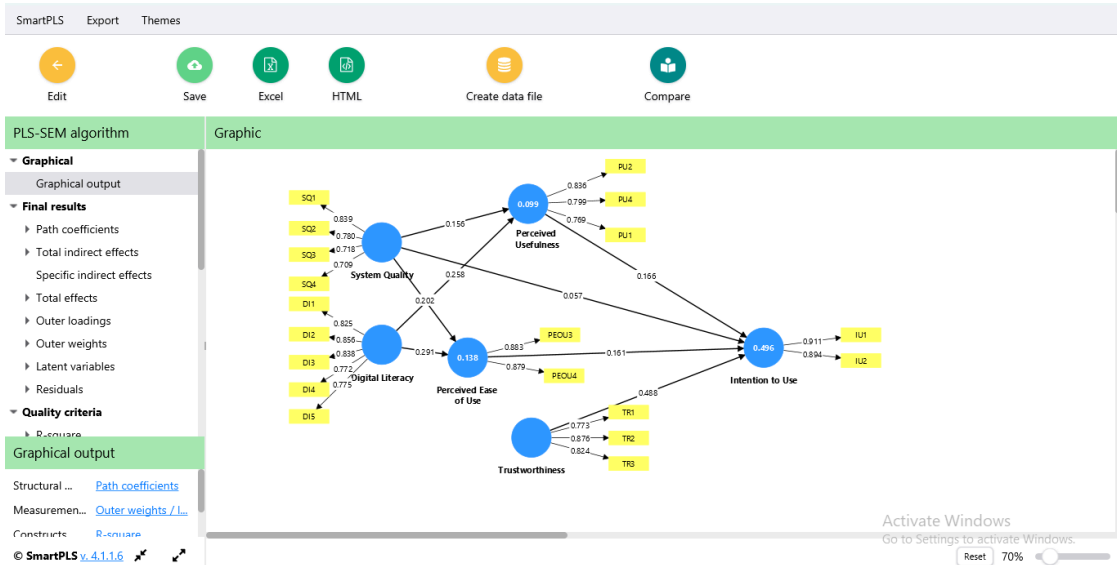 SmartPLS Export Themes
Edit Save Excel HTML Create data file Compare
PLS-SEM algorithm
Graphical
Graphical output
Final results
Path coefficients
Total indirect effects
Specific indirect effects
Total effects
Outer loadings
Outer weights
Latent variables
Residuals
Quality criteria
R-square
Graphical output
Structural ... Path coefficients
Measuremen... Outer weights / l...
Constructs R-square
© SmartPLS v. 4.1.1.6
Graphic
SQ1
SQ2
SQ3
SQ4
0.839
0.780
0.718
0.709
System Quality
DI1
DI2
DI3
DI4
DI5
0.825
0.856
0.838
0.772
0.775
Digital Literacy
0.156
0.258
0.202
0.291
0.057
0.099
Perceived
Usefulness
0.836
0.799
0.769
PU2
PU4
PU1
0.138
Perceived Ease
of Use
0.883
0.879
PEOU3
PEOU4
0.166
0.161
0.488
Trustworthiness
0.773
0.876
0.824
TR1
TR2
TR3
0.496
Intention to Use
0.911
0.894
IU1
IU2
Activate Windows
Go to Settings to activate Windows.
Reset 70%